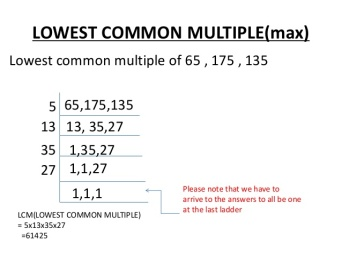 LOWEST COMMON MULTIPLE(max)
Lowest common multiple of 65 , 175 , 135
5 65,175,135
13 13, 35,27
35 1,35,27
27 1,1,27
1,1,1
Please note that we have to
arrive to the answers to all be one
at the last ladder
LCM(LOWEST COMMON MULTIPLE)
= 5x13x35x27
=61425